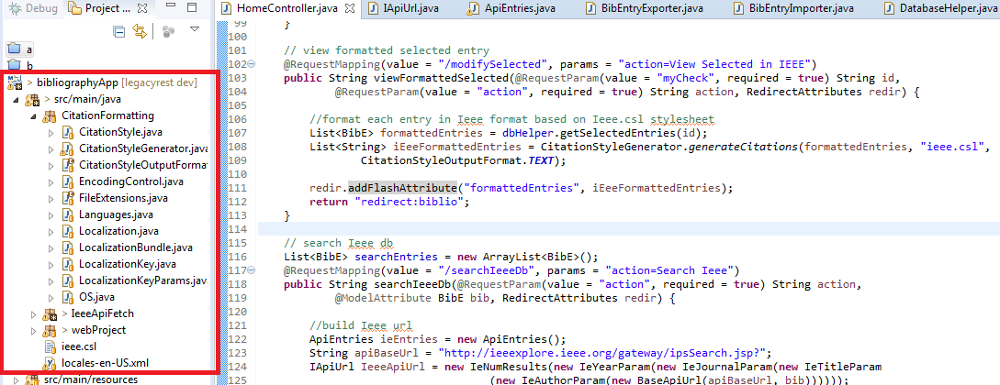 Debug
Project ...
HomeController.java
IApiUrl.java
ApiEntries.java
BibEntryExporter.java
BibEntryImporter.java
DatabaseHelper.java
a
b
> bibliographyApp [legacyrest dev]
> src/main/java
CitationFormatting
CitationStyle.java
CitationStyleGenerator.java
CitationStyleOutputFormat
EncodingControl.java
FileExtensions.java
Languages.java
Localization.java
LocalizationBundle.java
LocalizationKey.java
LocalizationKeyParams.java
OS.java
> IeeeApiFetch
> webProject
ieee.csl
locales-en-US.xml
src/main/resources
99 }
100
101 // view formatted selected entry
102 @RequestMapping(value = "/modifySelected", params = "action=View Selected in IEEE")
103 public String viewFormattedSelected(@RequestParam(value = "myCheck", required = true) String id,
104 @RequestParam(value = "action", required = true) String action, RedirectAttributes redir) {
105
106 //format each entry in Ieee format based on Ieee.csl stylesheet
107 List<BibE> formattedEntries = dbHelper.getSelectedEntries(id);
108 List<String> iEeeFormattedEntries = CitationStyleGenerator.generateCitations(formattedEntries, "ieee.csl",
109 CitationStyleOutputFormat.TEXT);
110
111 redir.addFlashAttribute("formattedEntries", iEeeFormattedEntries);
112 return "redirect:biblio";
113 }
114
115 // search Ieee db
116 List<BibE> searchEntries = new ArrayList<BibE>();
117 @RequestMapping(value = "/searchIeeeDb", params = "action=Search Ieee")
118 public String searchIeeeDb(@RequestParam(value = "action", required = true) String action,
119 @ModelAttribute BibE bib, RedirectAttributes redir) {
120
121 //build Ieee url
122 ApiEntries ieEntries = new ApiEntries();
123 String apiBaseUrl = "http://ieeexplore.ieee.org/gateway/ipsSearch.jsp?";
124 IApiUrl IeeeApiUrl = new IeNumResults(new IeYearParam(new IeJournalParam(new IeTitleParam
125 (new IeAuthorParam(new BaseApiUrl(apiBaseUrl, bib))))));